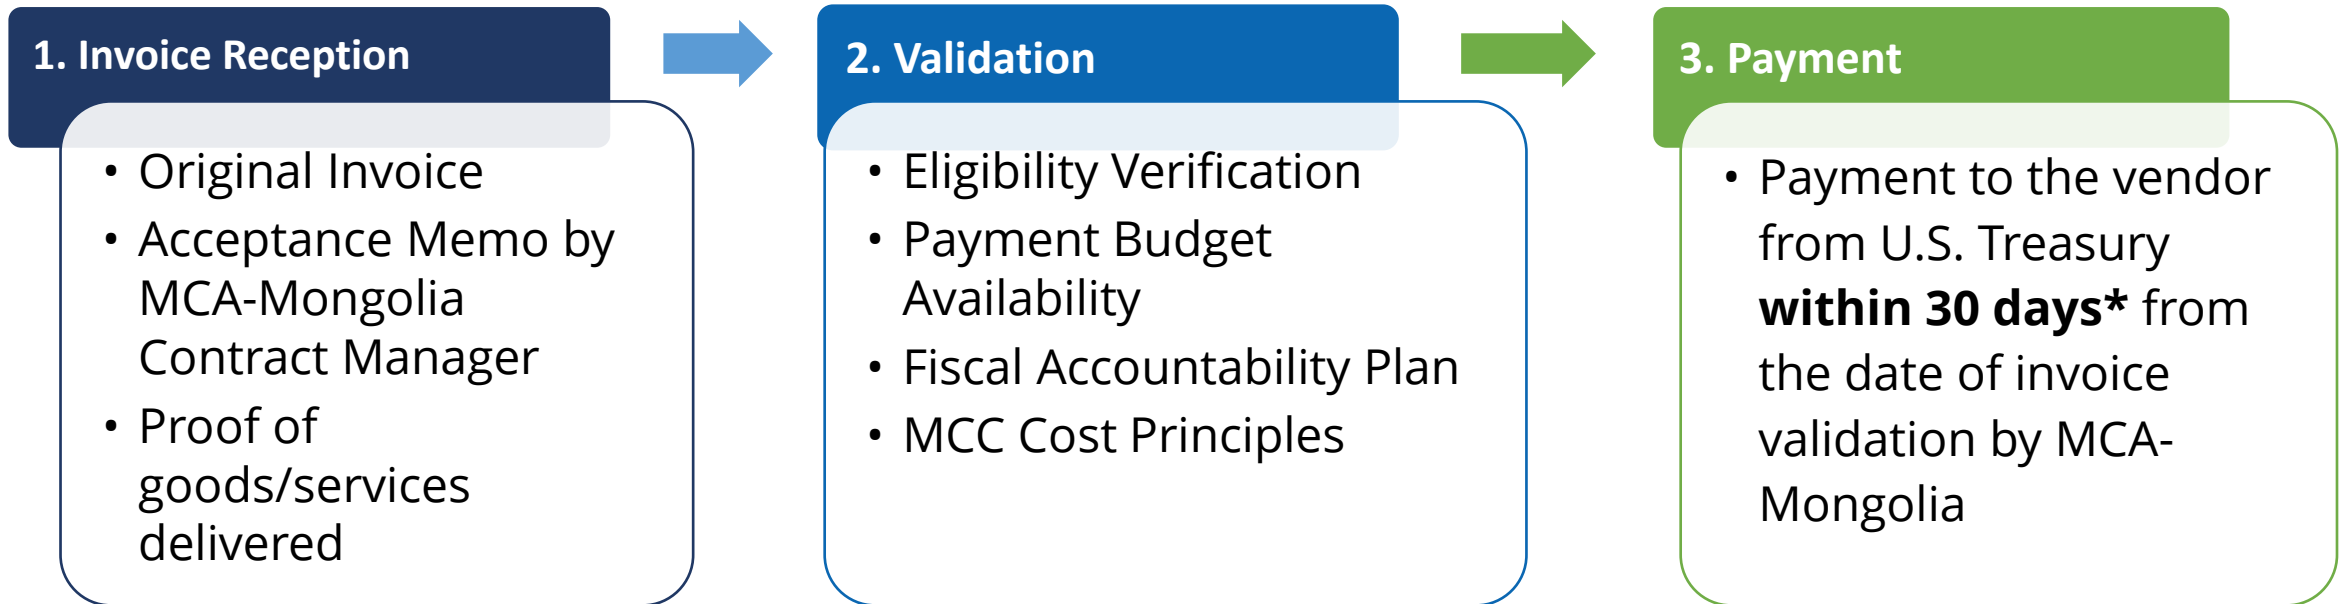 1. Invoice Reception
• Original Invoice
• Acceptance Memo by
MCA-Mongolia
Contract Manager
• Proof of
goods/services
delivered
2. Validation
• Eligibility Verification
• Payment Budget
Availability
• Fiscal Accountability Plan
• MCC Cost Principles
3. Payment
• Payment to the vendor
from U.S. Treasury
within 30 days* from
the date of invoice
validation by MCA-
Mongolia